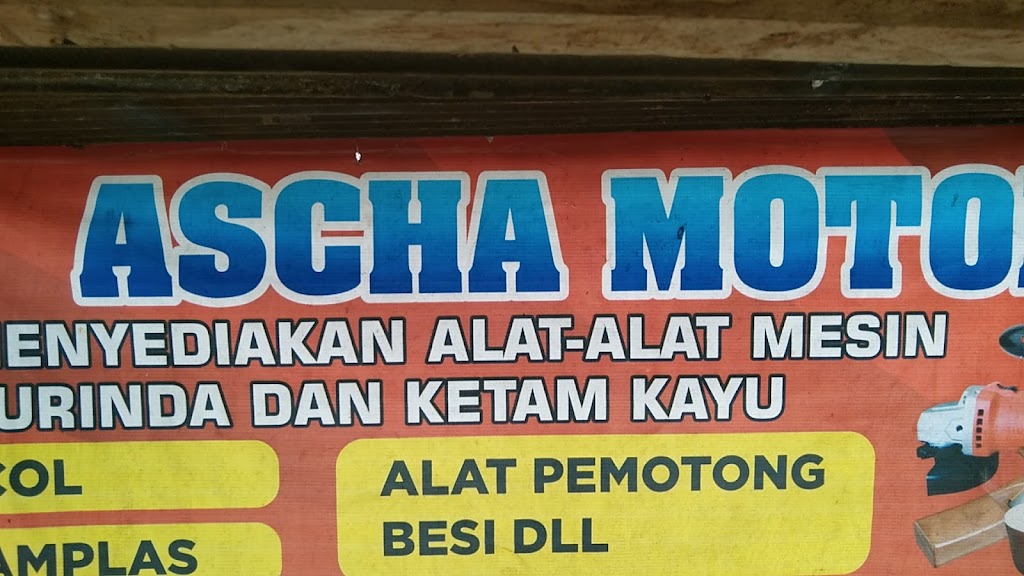 ASCHA MOTO
ENYEDIAKAN ALAT-ALAT MESIN
URINDA DAN KETAM KAYU
COL
AMPLAS
ALAT PEMOTONG
BESI DLL